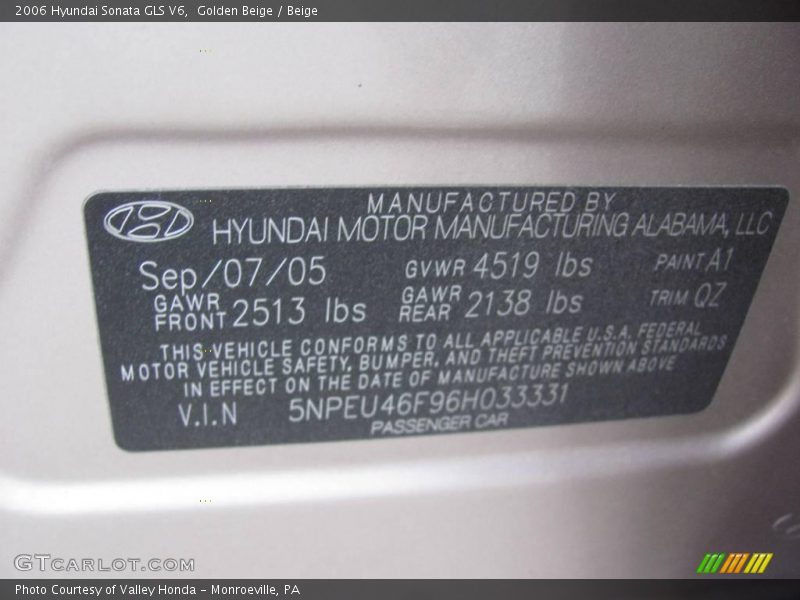 2006 Hyundai Sonata GLS V6,  Golden Beige / Beige
MANUFACTURED BY
HYUNDAI MOTOR MANUFACTURING ALABAMA, LLC
Sep/07/05 GVWR 4519 lbs PAINT A1
GAWR FRONT 2513 lbs GAWR REAR 2138 lbs TRIM QZ
THIS VEHICLE CONFORMS TO ALL APPLICABLE U.S.A. FEDERAL
MOTOR VEHICLE SAFETY, BUMPER, AND THEFT PREVENTION STANDARDS
IN EFFECT ON THE DATE OF MANUFACTURE SHOWN ABOVE
V.I.N 5NPEU46F96H033331
PASSENGER CAR
GTCARLOT.COM
Photo Courtesy of Valley Honda - Monroeville, PA